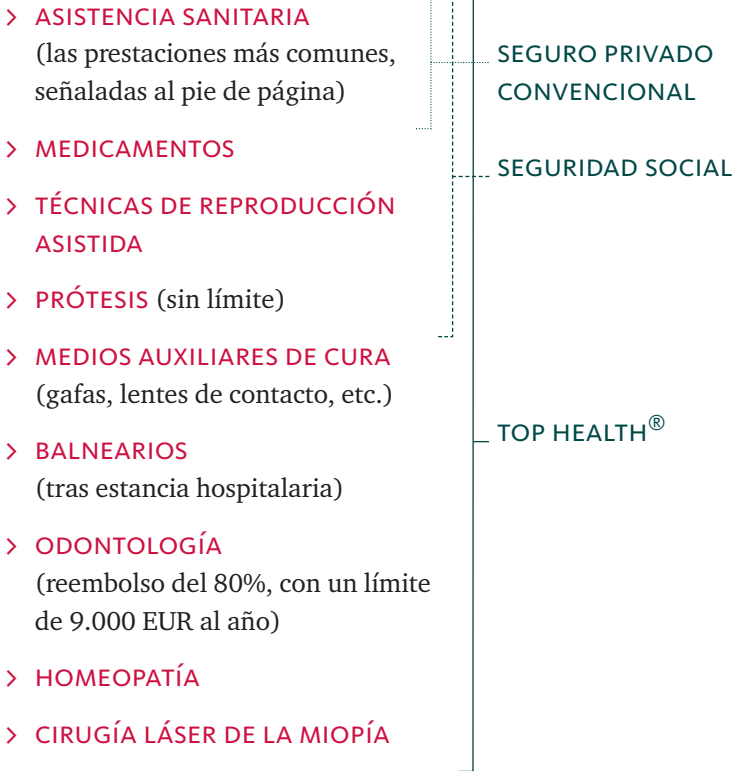 > ASISTENCIA SANITARIA
(las prestaciones más comunes,
señaladas al pie de página)
> MEDICAMENTOS
> TÉCNICAS DE REPRODUCCIÓN
ASISTIDA
> PRÓTESIS (sin límite)
> MEDIOS AUXILIARES DE CURA
(gafas, lentes de contacto, etc.)
> BALNEARIOS
(tras estancia hospitalaria)
> ODONTOLOGÍA
(reembolso del 80%, con un límite
de 9.000 EUR al año)
> HOMEOPATÍA
> CIRUGÍA LÁSER DE LA MIOPÍA
SEGURO PRIVADO
CONVENCIONAL
SEGURIDAD SOCIAL
TOP HEALTH®